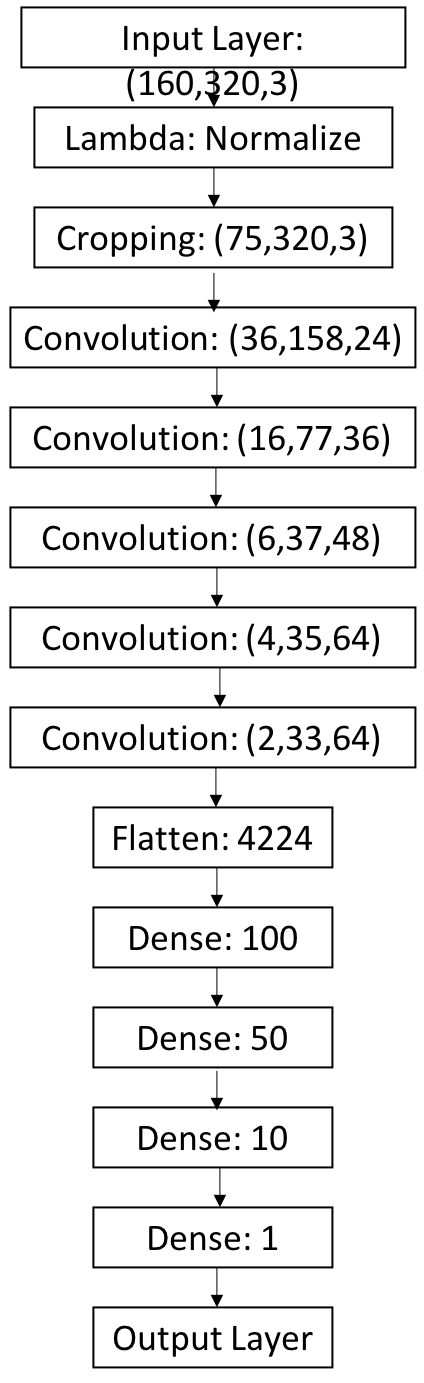 Input Layer:
(160,320,3)
Lambda: Normalize
Cropping: (75,320,3)
Convolution: (36,158,24)
Convolution: (16,77,36)
Convolution: (6,37,48)
Convolution: (4,35,64)
Convolution: (2,33,64)
Flatten: 4224
Dense: 100
Dense: 50
Dense: 10
Dense: 1
Output Layer